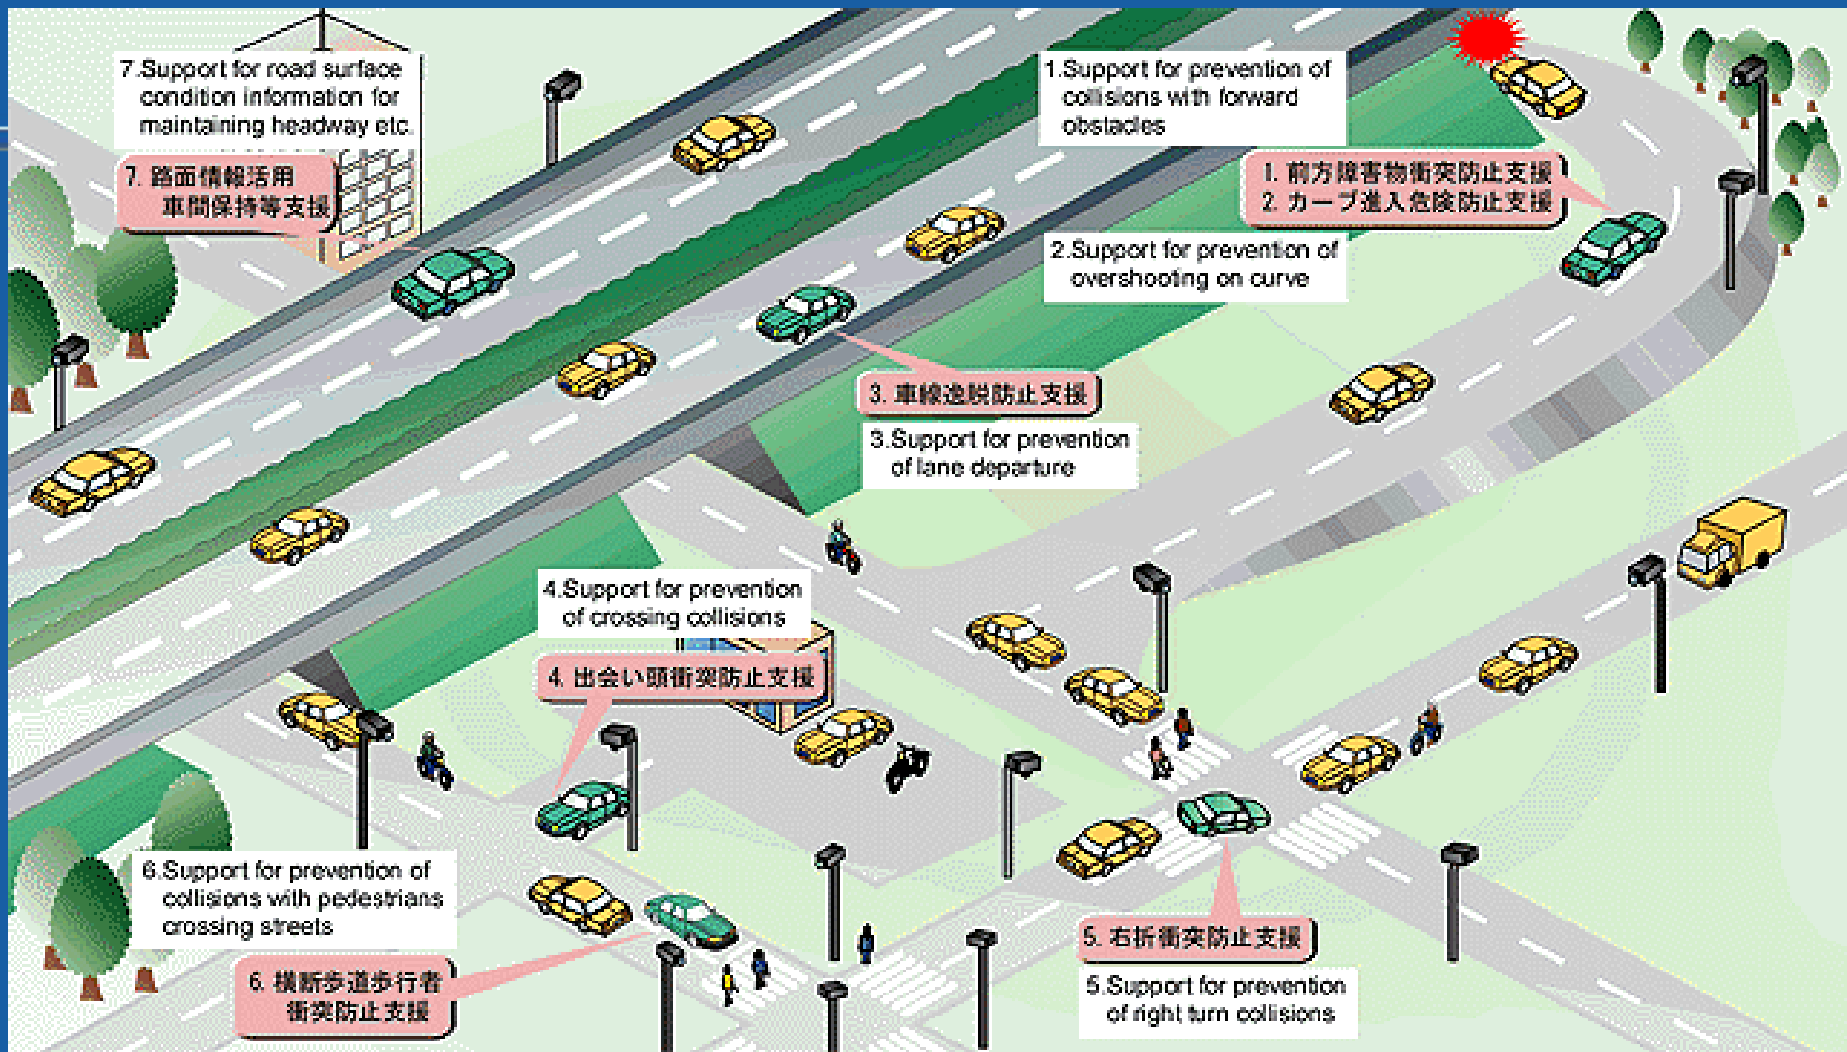 7.Support for road surface
condition information for
maintaining headway etc.
7. 路面情報活用
車間保持等支援
1.Support for prevention of
collisions with forward
obstacles
1. 前方障害物衝突防止支援
2. カーブ進入危険防止支援
2.Support for prevention of
overshooting on curve
3. 車線逸脱防止支援
3.Support for prevention
of lane departure
4.Support for prevention
of crossing collisions
4. 出会い頭衝突防止支援
6.Support for prevention of
collisions with pedestrians
crossing streets
6. 横断歩道歩行者
衝突防止支援
5. 右折衝突防止支援
5.Support for prevention
of right turn collisions